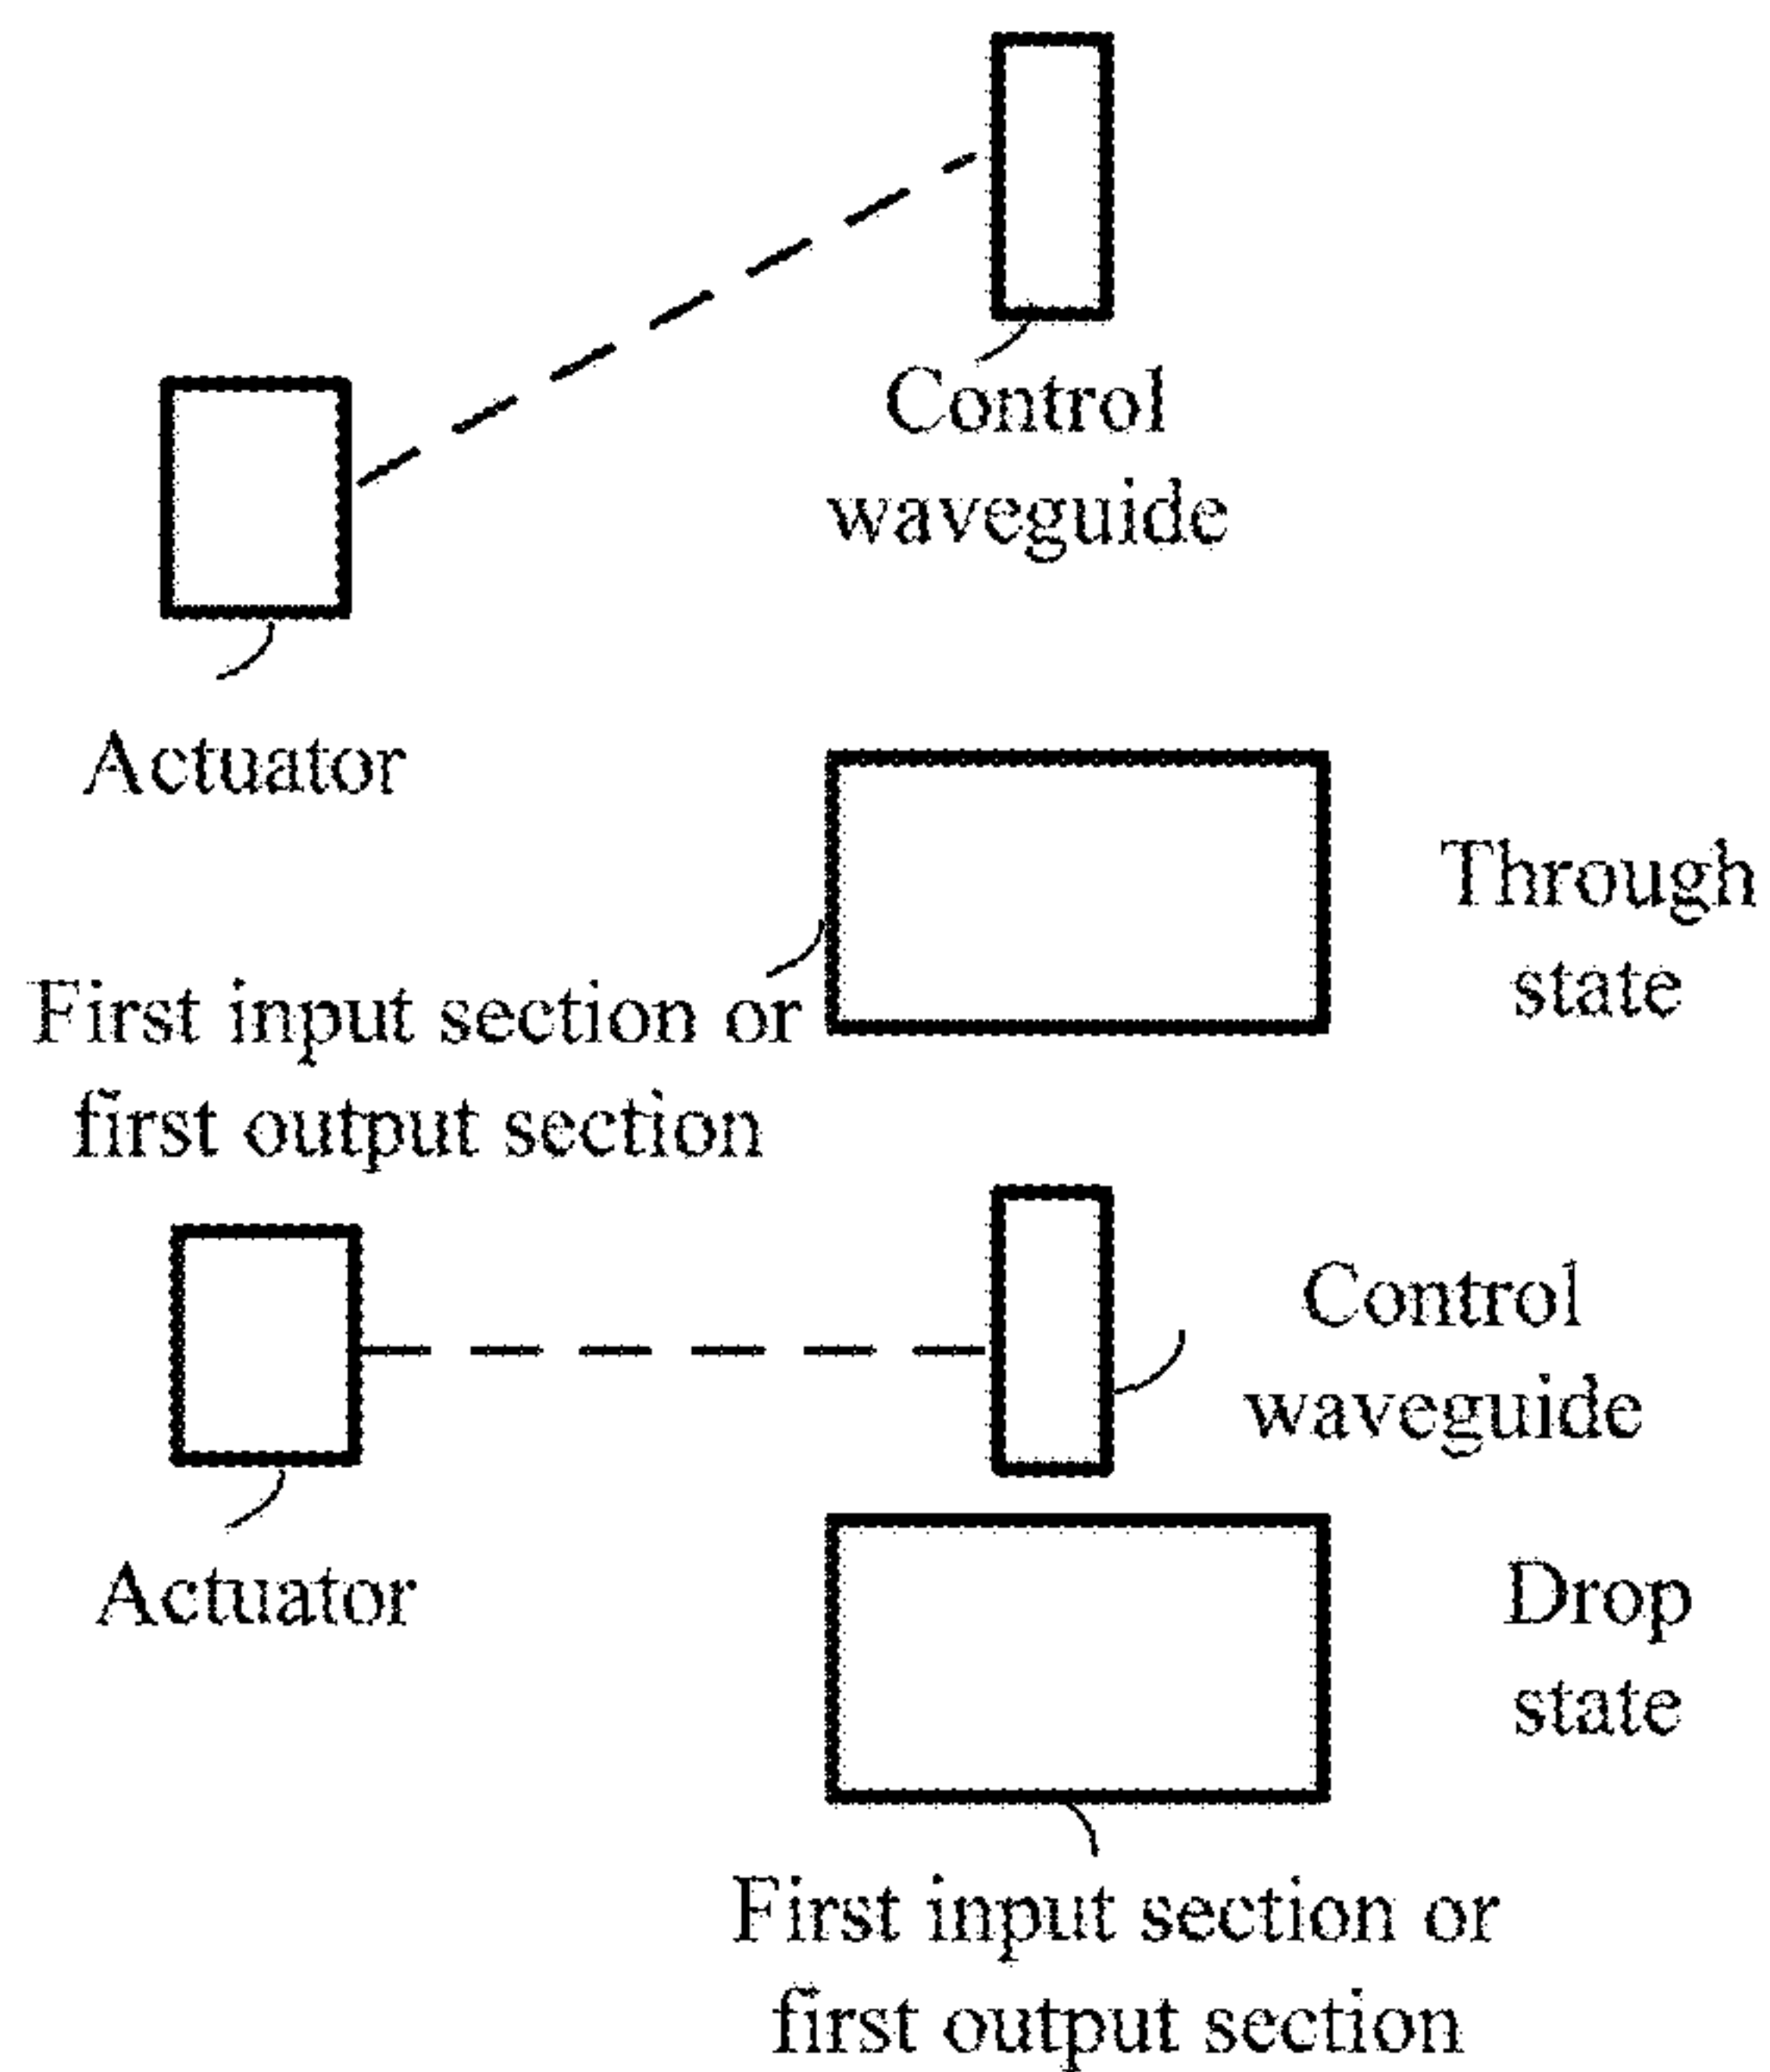 Control
waveguide
Actuator
Through
state
First input section or
first output section
Control
waveguide
Actuator
Drop
state
First input section or
first output section